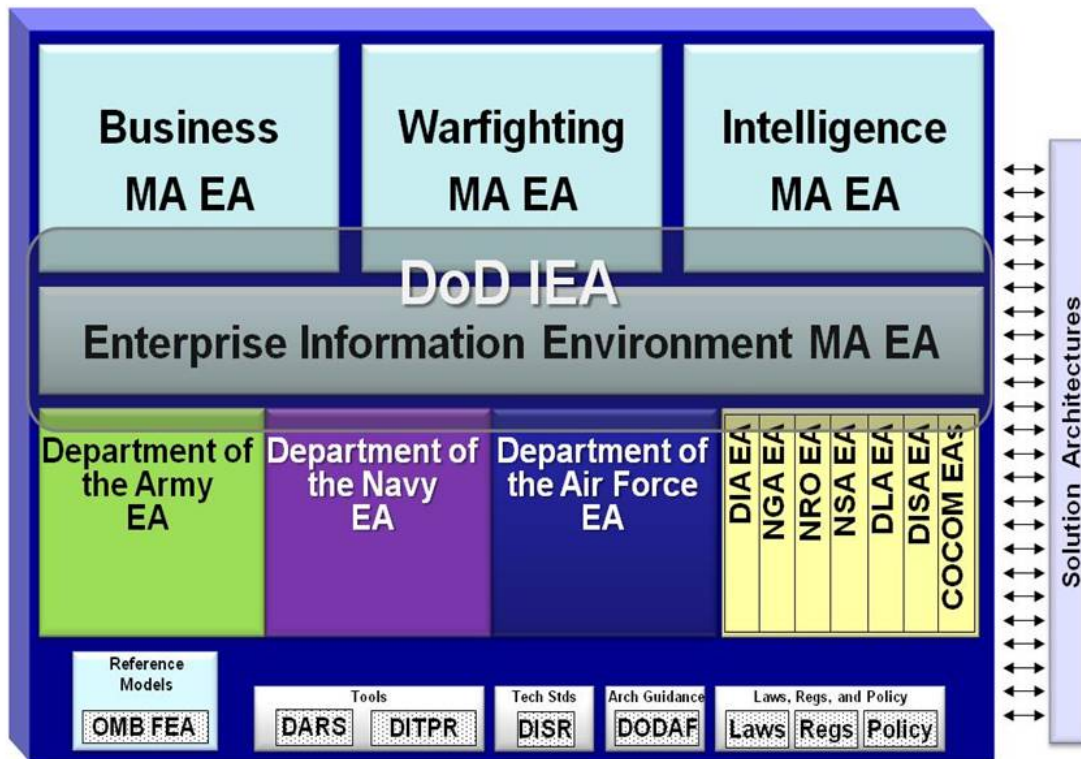 Business
MA EA
Warfighting
MA EA
Intelligence
MA EA
DoD IEA
Enterprise Information Environment MA EA
Department of
the Army
EA
Department of
the Navy
EA
Department of
the Air Force
EA
DIA EA
NGA EA
NRO EA
NSA EA
DLA EA
DISA EA
COCOM EAs
Solution Architectures
Reference
Models
OMB FEA
Tools
DARS
DITPR
Tech Stds
DISR
Arch Guidance
DODAF
Laws, Regs, and Policy
Laws
Regs
Policy